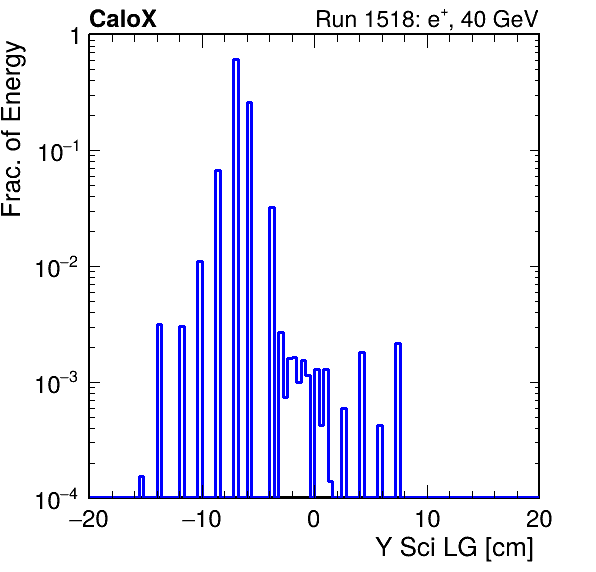 CaloX Run 1518: e⁺, 40 GeV
Frac. of Energy
1
10⁻¹
10⁻²
10⁻³
10⁻⁴
−20 −10 0 10 20
Y Sci LG [cm]